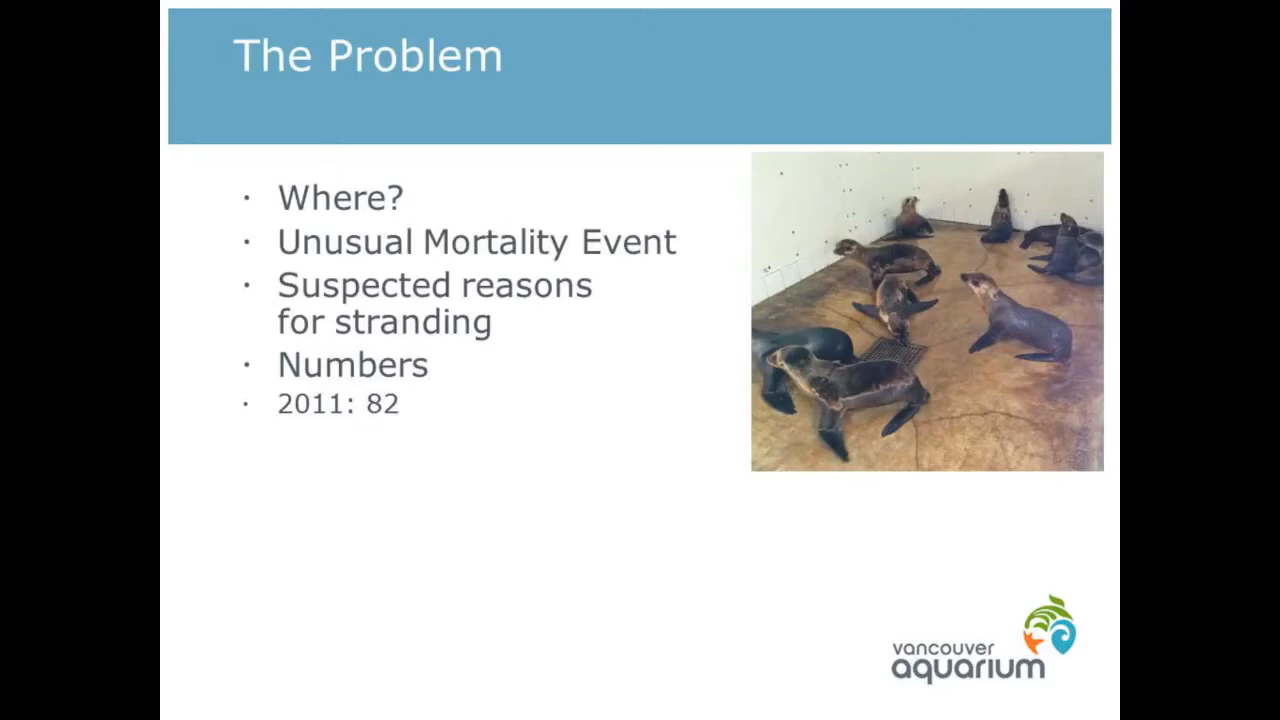 The Problem
· Where?
· Unusual Mortality Event
· Suspected reasons
for stranding
· Numbers
· 2011: 82
vancouver
aquarium